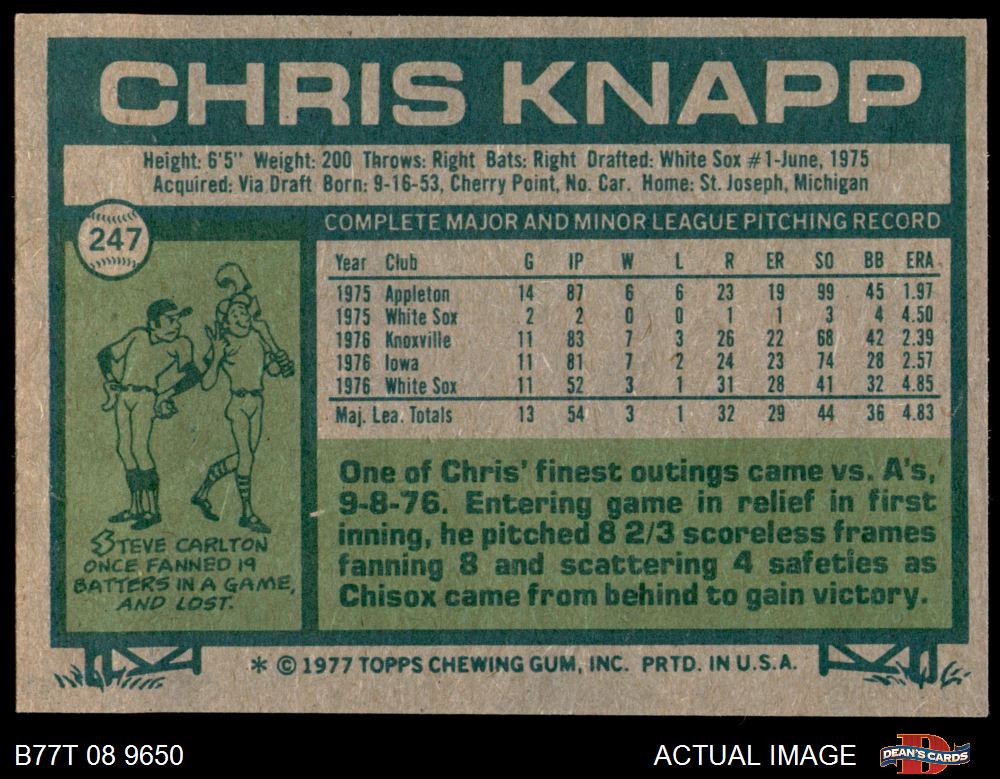 CHRIS KNAPP
Height: 6'5" Weight: 200 Throws: Right Bats: Right Drafted: White Sox #1-June, 1975
Acquired: Via Draft Born: 9-16-53, Cherry Point, No. Car. Home: St. Joseph, Michigan
247
COMPLETE MAJOR AND MINOR LEAGUE PITCHING RECORD
Year Club G IP W L R ER SO BB ERA
1975 Appleton 14 87 6 6 23 19 99 45 1.97
1975 White Sox 2 2 0 0 1 1 3 4 4.50
1976 Knoxville 11 83 7 3 26 22 68 42 2.39
1976 Iowa 11 81 7 2 24 23 74 28 2.57
1976 White Sox 11 52 3 1 31 28 41 32 4.85
Maj. Lea. Totals 13 54 3 1 32 29 44 36 4.83
STEVE CARLTON
ONCE FANNED 19
BATTERS IN A GAME,
AND LOST.
One of Chris' finest outings came vs. A's,
9-8-76. Entering game in relief in first
inning, he pitched 8 2/3 scoreless frames
fanning 8 and scattering 4 safeties as
Chisox came from behind to gain victory.
* © 1977 TOPPS CHEWING GUM, INC. PRTD. IN U.S.A.
B77T 08 9650
ACTUAL IMAGE
D
DEAN'S CARDS